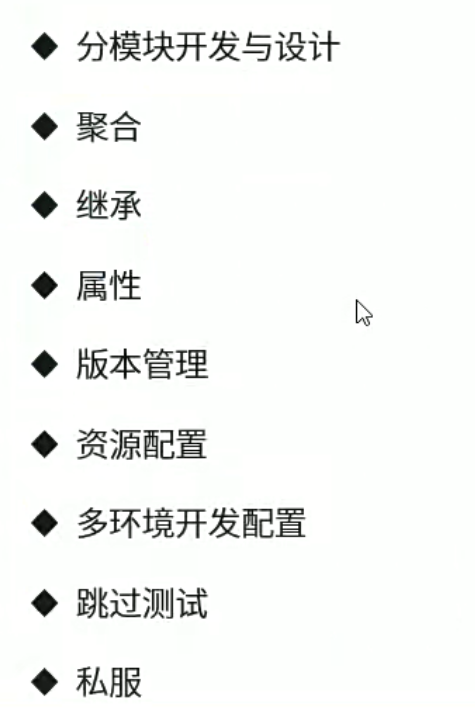 ◆ 分模块开发与设计
◆ 聚合
◆ 继承
◆ 属性
◆ 版本管理
◆ 资源配置
◆ 多环境开发配置
◆ 跳过测试
◆ 私服